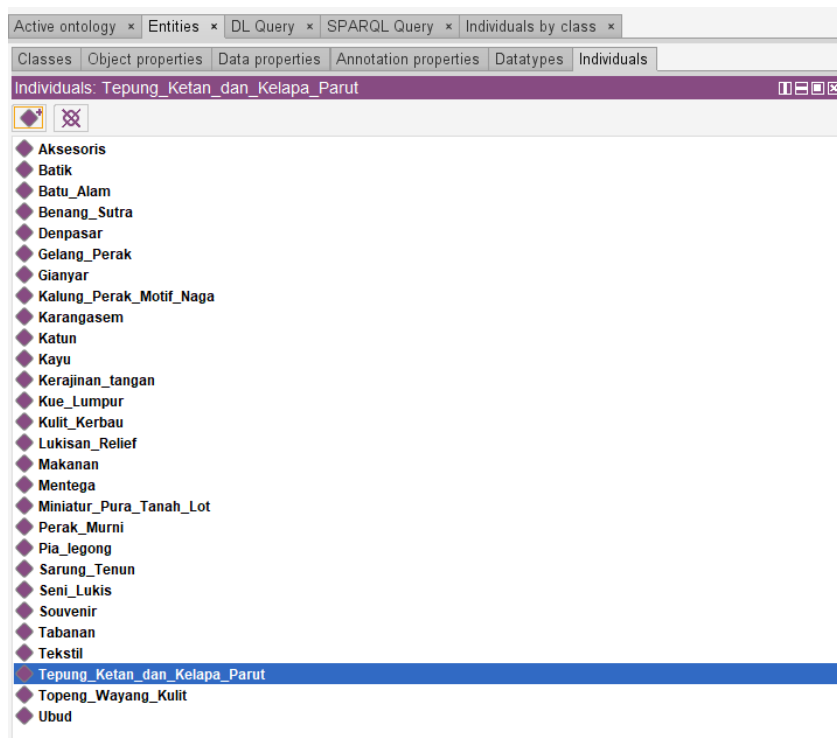 Active ontology × Entities × DL Query × SPARQL Query × Individuals by class ×
Classes Object properties Data properties Annotation properties Datatypes Individuals
Individuals: Tepung_Ketan_dan_Kelapa_Parut
Aksesoris
Batik
Batu_Alam
Benang_Sutra
Denpasar
Gelang_Perak
Gianyar
Kalung_Perak_Motif_Naga
Karangasem
Katun
Kayu
Kerajinan_tangan
Kue_Lumpur
Kulit_Kerbau
Lukisan_Relief
Makanan
Mentega
Miniatur_Pura_Tanah_Lot
Perak_Murni
Pia_legong
Sarung_Tenun
Seni_Lukis
Souvenir
Tabanan
Tekstil
Tepung_Ketan_dan_Kelapa_Parut
Topeng_Wayang_Kulit
Ubud